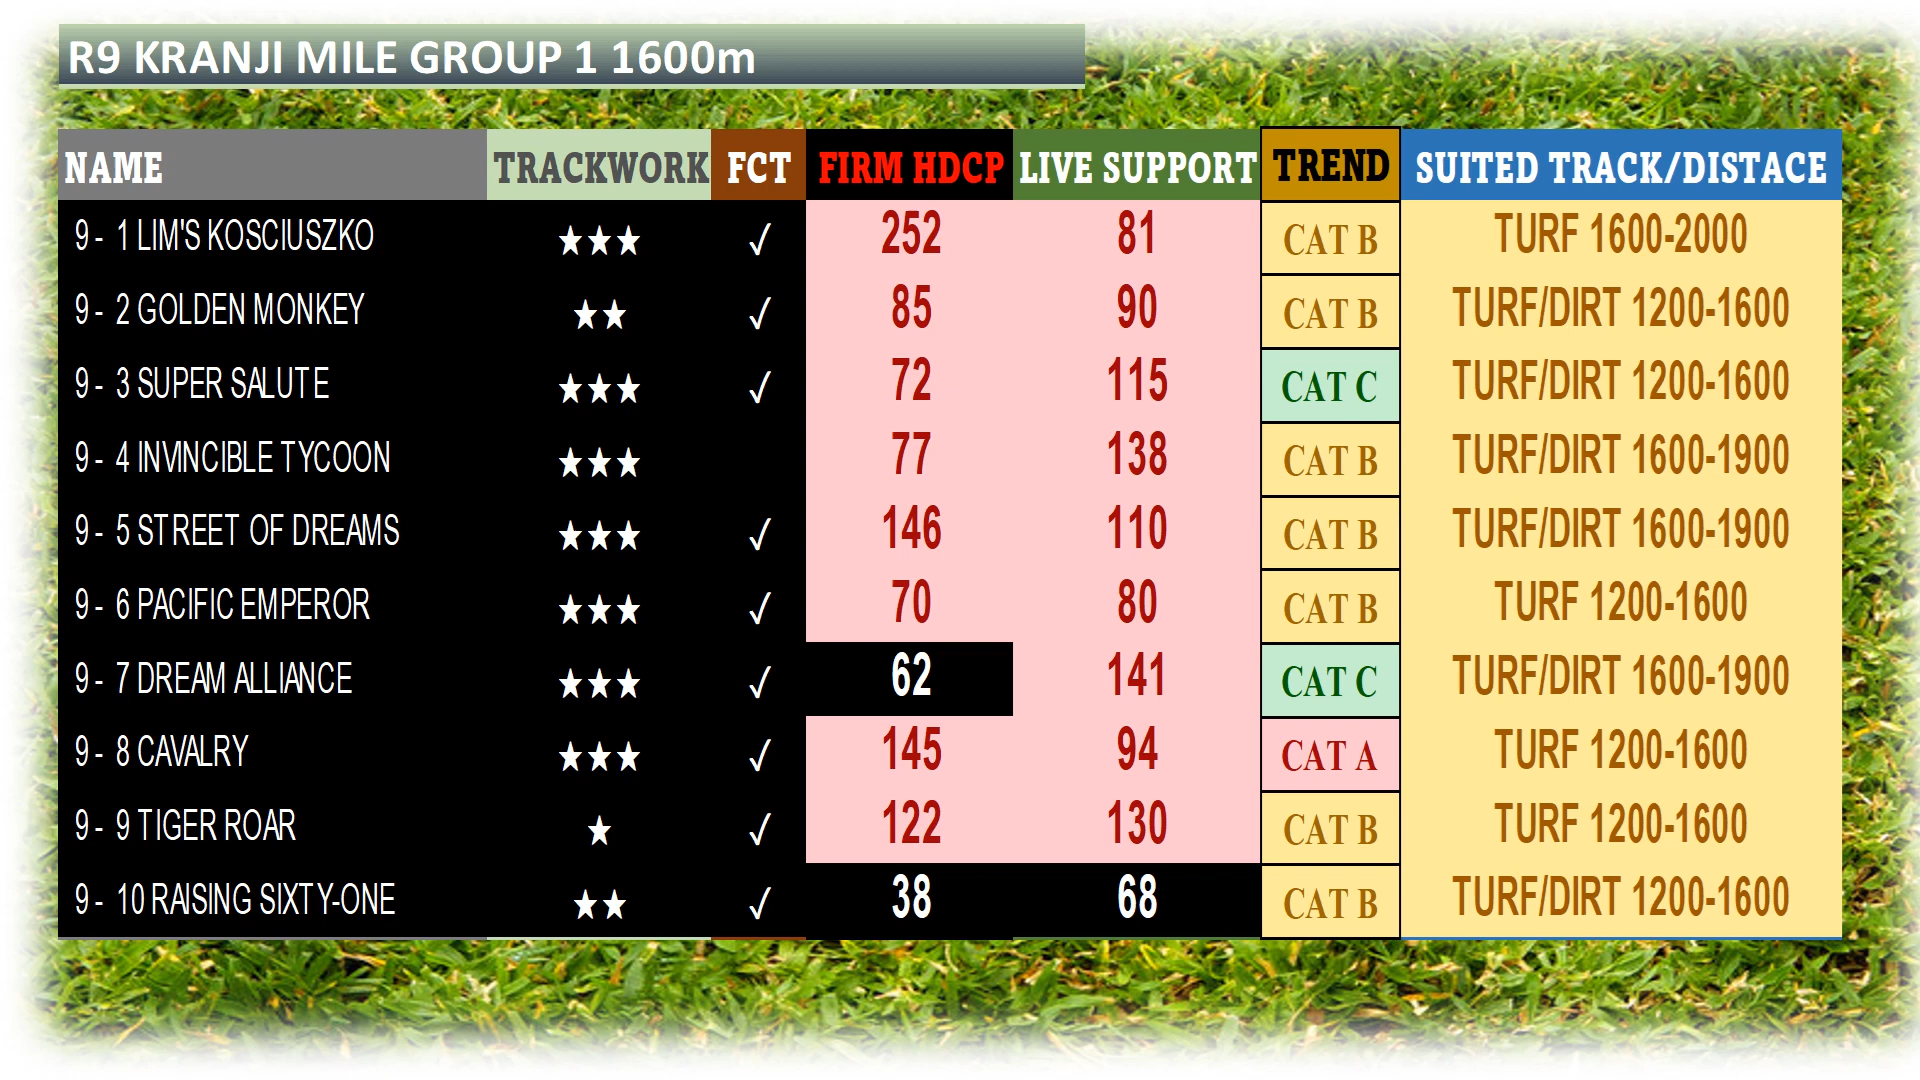 R9 KRANJI MILE GROUP 1 1600m
NAME TRACKWORK FCT FIRM HDCP LIVE SUPPORT TREND SUITED TRACK/DISTACE
9 - 1 LIM'S KOSCIUSZKO ★★★ ✓ 252 81 CAT B TURF 1600-2000
9 - 2 GOLDEN MONKEY ★★ ✓ 85 90 CAT B TURF/DIRT 1200-1600
9 - 3 SUPER SALUTE ★★★ ✓ 72 115 CAT C TURF/DIRT 1200-1600
9 - 4 INVINCIBLE TYCOON ★★★ 77 138 CAT B TURF/DIRT 1600-1900
9 - 5 STREET OF DREAMS ★★★ ✓ 146 110 CAT B TURF/DIRT 1600-1900
9 - 6 PACIFIC EMPEROR ★★★ ✓ 70 80 CAT B TURF 1200-1600
9 - 7 DREAM ALLIANCE ★★★ ✓ 62 141 CAT C TURF/DIRT 1600-1900
9 - 8 CAVALRY ★★★ ✓ 145 94 CAT A TURF 1200-1600
9 - 9 TIGER ROAR ★ ✓ 122 130 CAT B TURF 1200-1600
9 - 10 RAISING SIXTY-ONE ★★ ✓ 38 68 CAT B TURF/DIRT 1200-1600